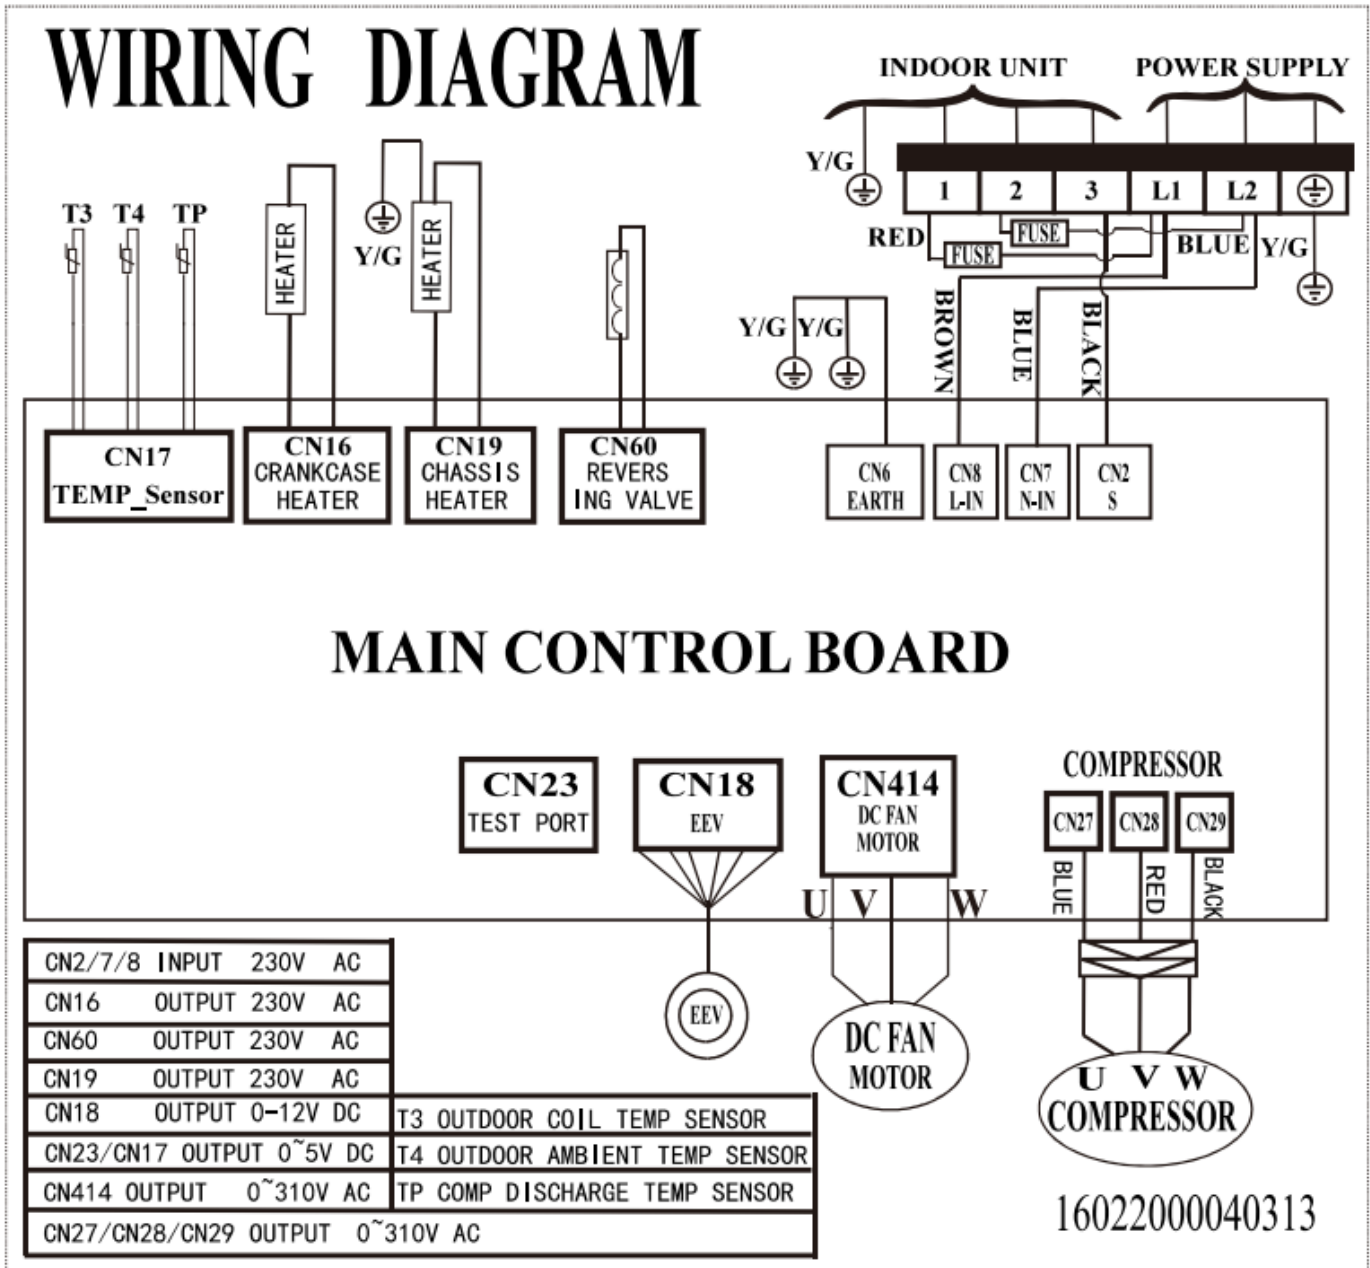 WIRING DIAGRAM
INDOOR UNIT
POWER SUPPLY
Y/G
1
2
3
L1
L2
RED
FUSE
FUSE
BLUE
Y/G
T3
T4
TP
HEATER
Y/G
HEATER
Y/G
Y/G
BROWN
BLUE
BLACK
CN17
TEMP_Sensor
CN16
CRANKCASE
HEATER
CN19
CHASSIS
HEATER
CN60
REVERS
ING VALVE
CN6
EARTH
CN8
L-IN
CN7
N-IN
CN2
S
MAIN CONTROL BOARD
CN23
TEST PORT
CN18
EEV
CN414
DC FAN
MOTOR
COMPRESSOR
CN27
CN28
CN29
BLUE
RED
BLACK
U
V
W
EEV
DC FAN
MOTOR
U V W
COMPRESSOR
CN2/7/8 INPUT 230V AC
CN16 OUTPUT 230V AC
CN60 OUTPUT 230V AC
CN19 OUTPUT 230V AC
CN18 OUTPUT 0-12V DC
T3 OUTDOOR COIL TEMP SENSOR
CN23/CN17 OUTPUT 0~5V DC
T4 OUTDOOR AMBIENT TEMP SENSOR
CN414 OUTPUT 0~310V AC
TP COMP DISCHARGE TEMP SENSOR
CN27/CN28/CN29 OUTPUT 0~310V AC
16022000040313